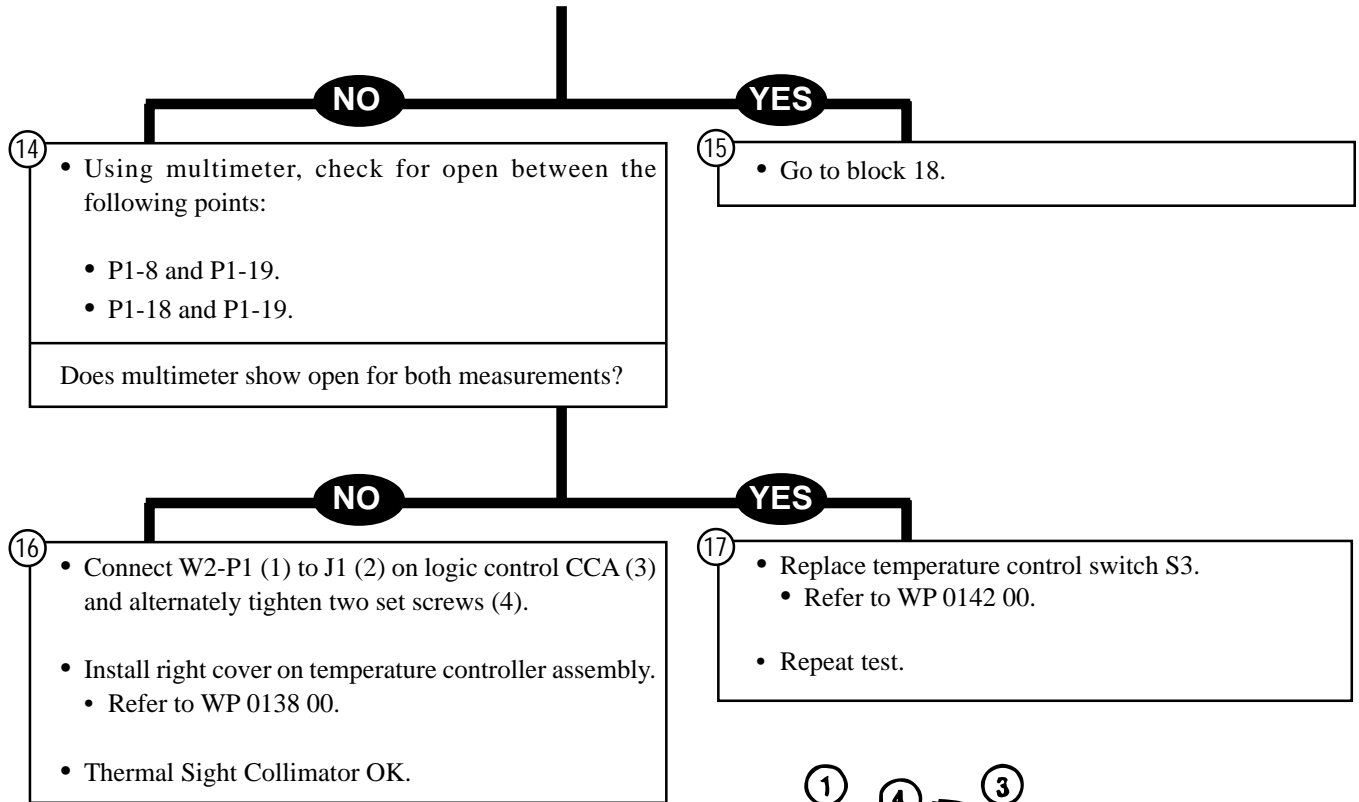 NO
YES
14
• Using multimeter, check for open between the
following points:
• P1-8 and P1-19.
• P1-18 and P1-19.
Does multimeter show open for both measurements?
15
• Go to block 18.
NO
YES
16
• Connect W2-P1 (1) to J1 (2) on logic control CCA (3)
and alternately tighten two set screws (4).
• Install right cover on temperature controller assembly.
• Refer to WP 0138 00.
• Thermal Sight Collimator OK.
17
• Replace temperature control switch S3.
• Refer to WP 0142 00.
• Repeat test.
1
4
3